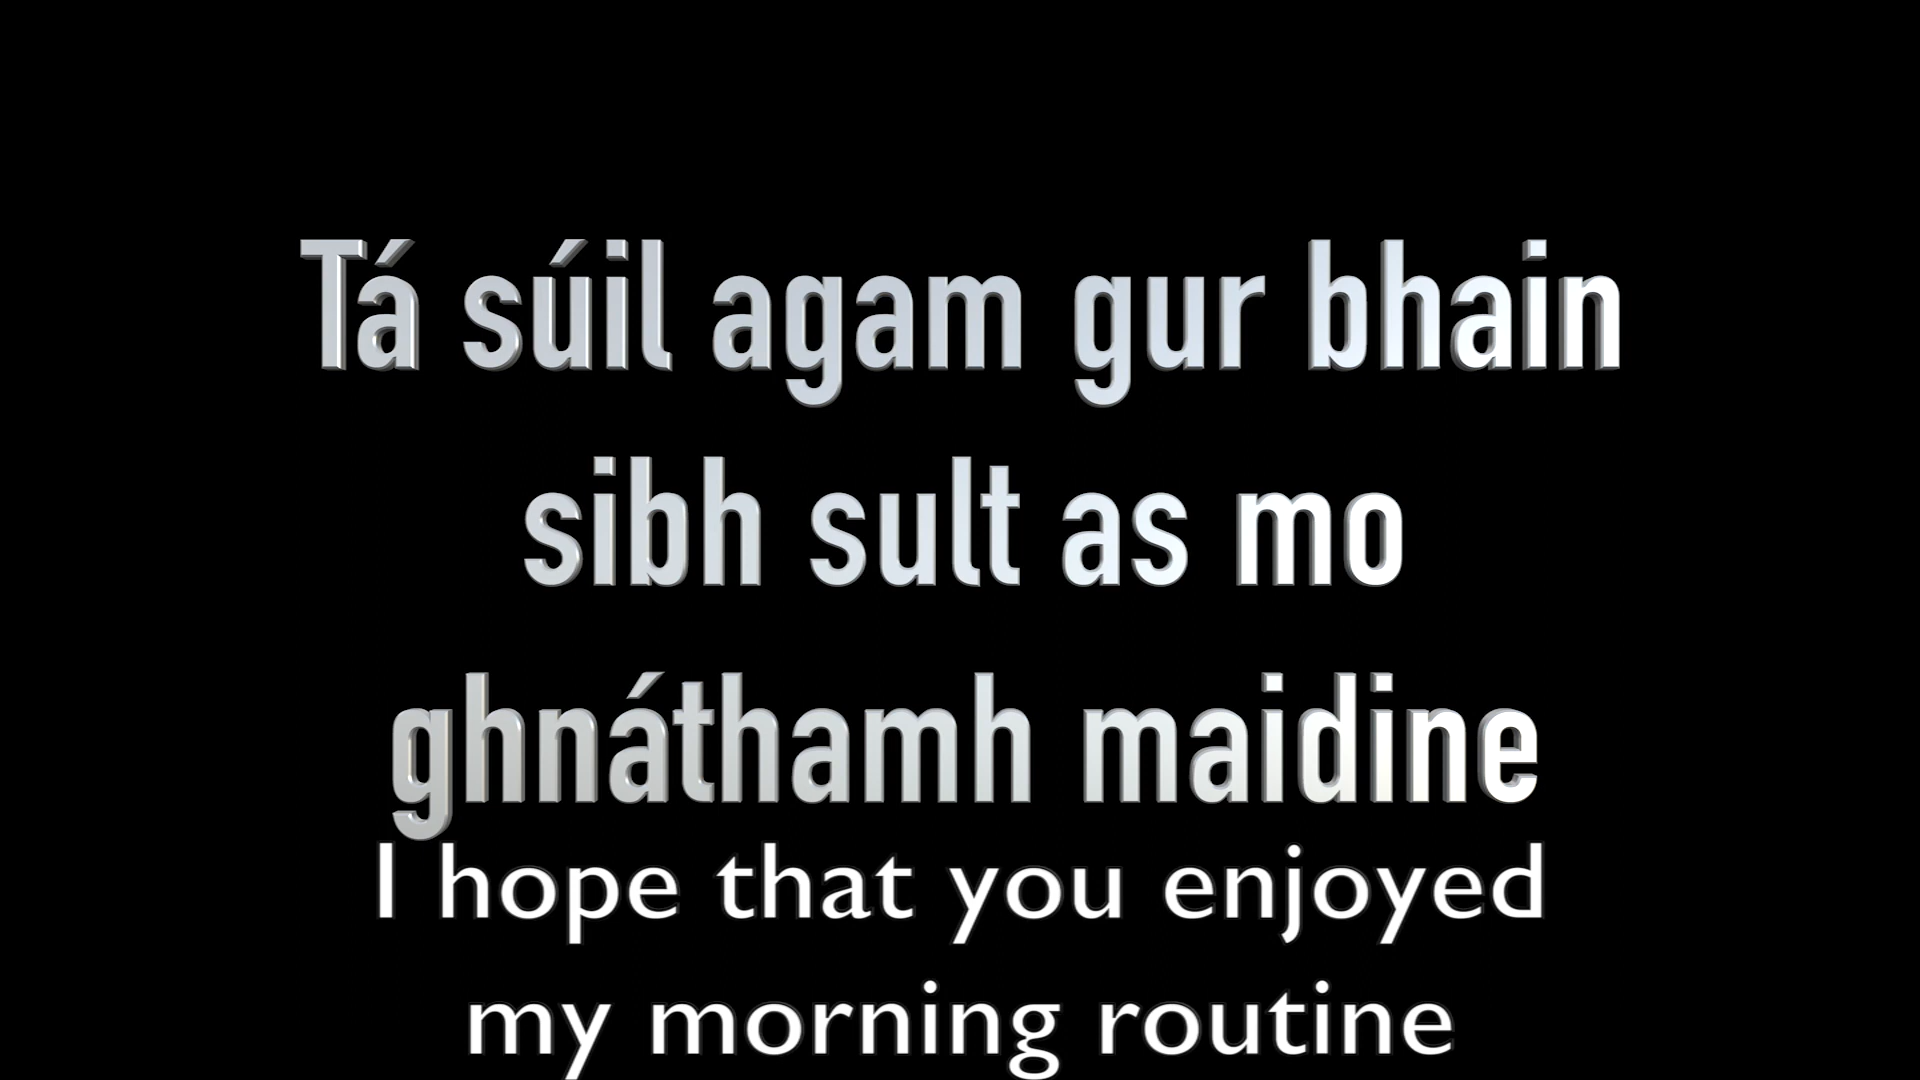 Tá súil agam gur bhain
sibh sult as mo
ghnáthamh maidine
I hope that you enjoyed
my morning routine